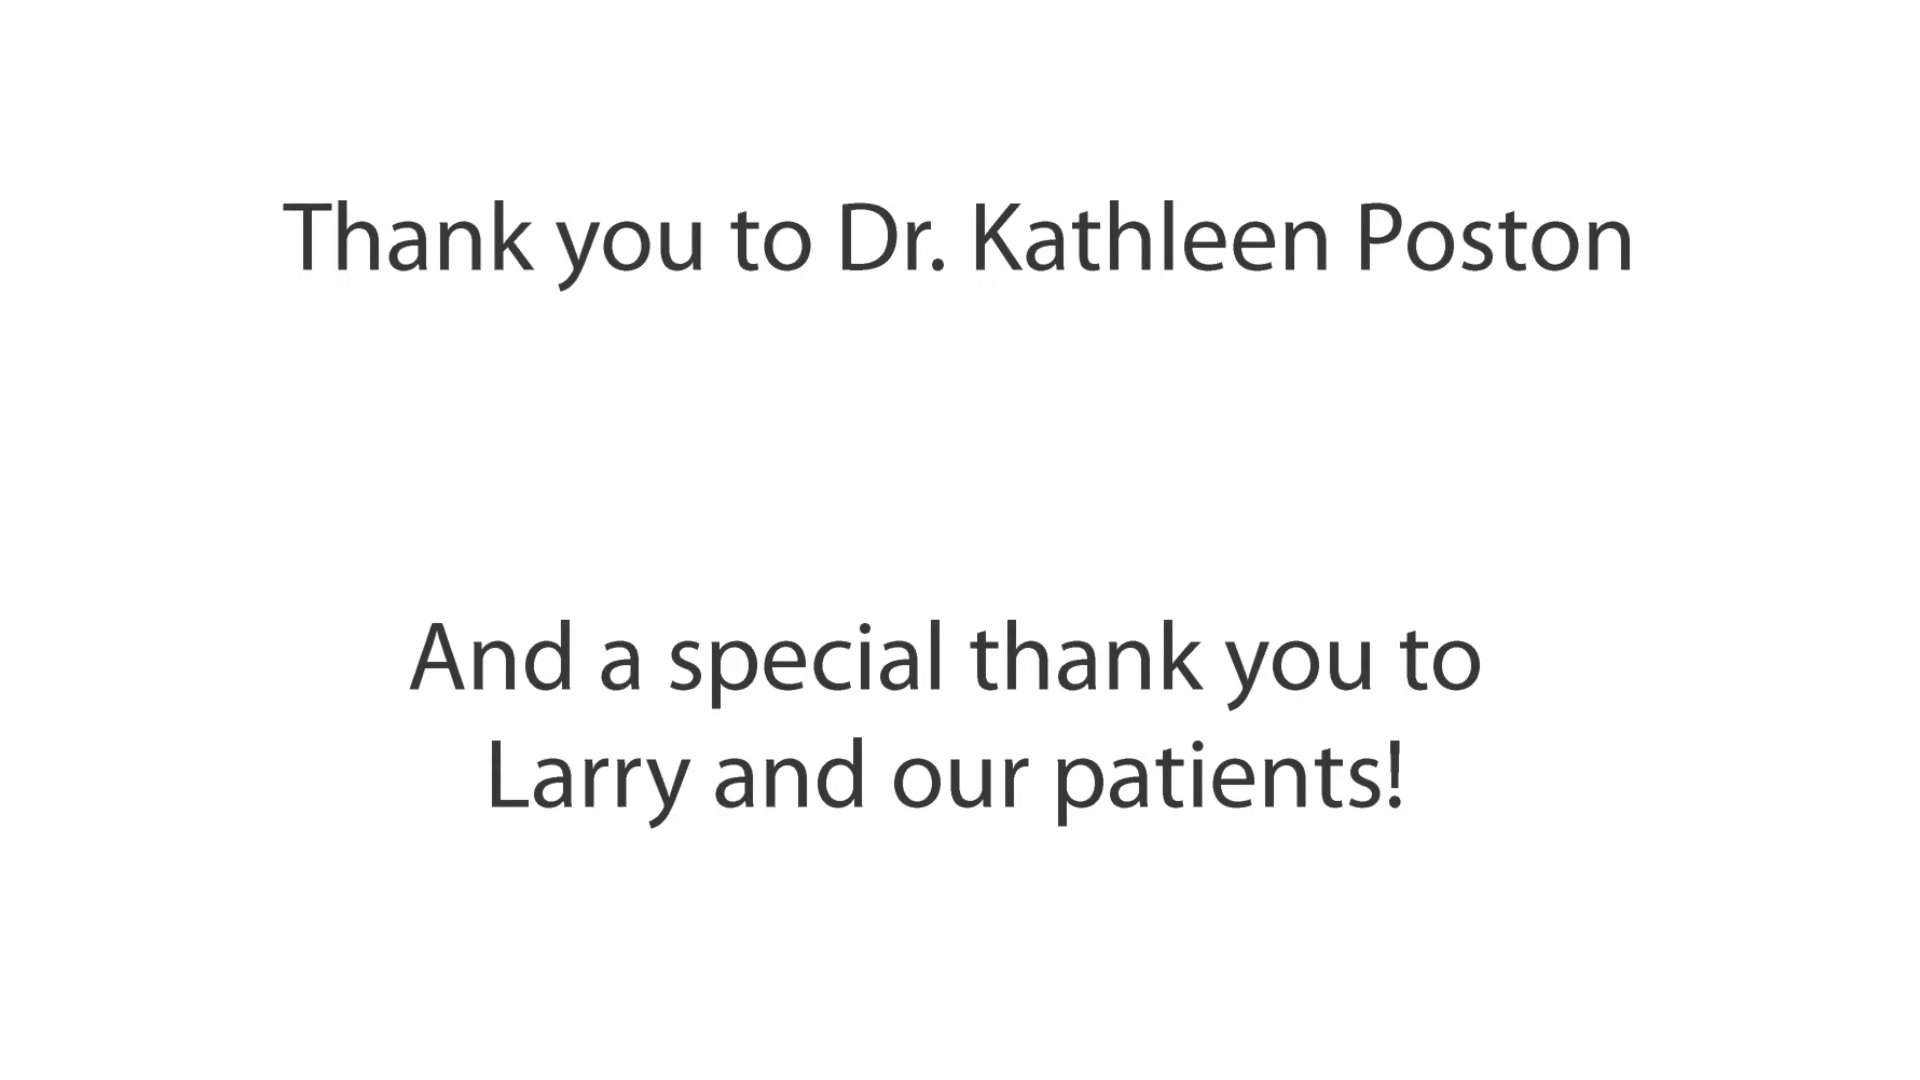 Thank you to Dr. Kathleen Poston
And a special thank you to
Larry and our patients!